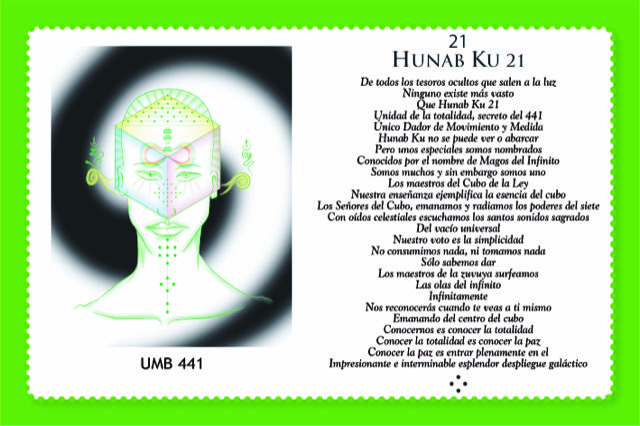 21
HUNAB KU 21
De todos los tesoros ocultos que salen a la luz
Ninguno existe más vasto
Que Hunab Ku 21
Unidad de la totalidad, secreto del 441
Único Dador de Movimiento y Medida
Hunab Ku no se puede ver o abarcar
Pero unos especiales somos nombrados
Conocidos por el nombre de Magos del Infinito
Somos muchos y sin embargo somos uno
Los maestros del Cubo de la Ley
Nuestra enseñanza ejemplifica la esencia del cubo
Los Señores del Cubo, emanamos y radiamos los poderes del siete
Con oídos celestiales escuchamos los santos sonidos sagrados
Del vacío universal
Nuestro voto es la simplicidad
No consumimos nada, ni tomamos nada
Sólo sabemos dar
Los maestros de la zuvuya surfeamos
Las olas del infinito
Infinitamente
Nos reconocerás cuando te veas a ti mismo
Emanando del centro del cubo
Conocernos es conocer la totalidad
Conocer la totalidad es conocer la paz
Conocer la paz es entrar plenamente en el
Impresionante e interminable esplendor despliegue galáctico
UMB 441